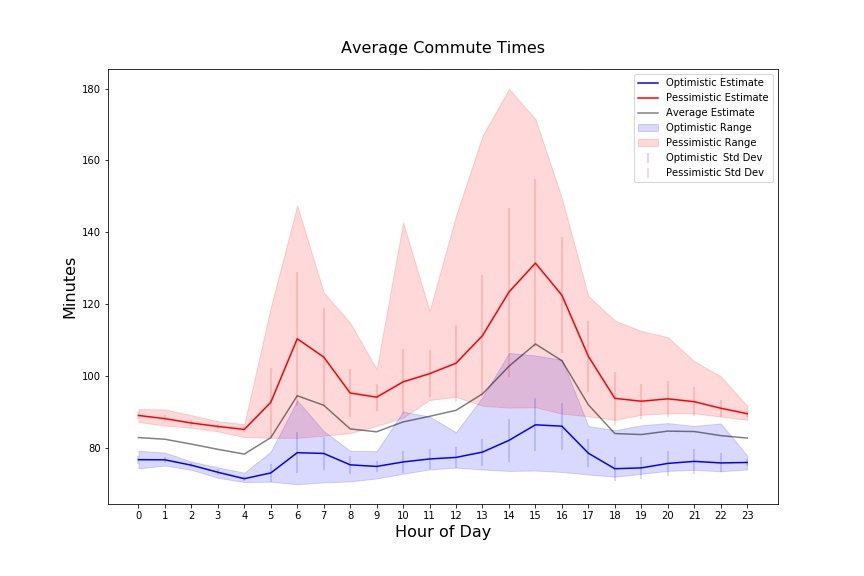 Average Commute Times
Optimistic Estimate
Pessimistic Estimate
Average Estimate
Optimistic Range
Pessimistic Range
Optimistic Std Dev
Pessimistic Std Dev
180
160
140
120
100
80
Minutes
0 1 2 3 4 5 6 7 8 9 10 11 12 13 14 15 16 17 18 19 20 21 22 23
Hour of Day